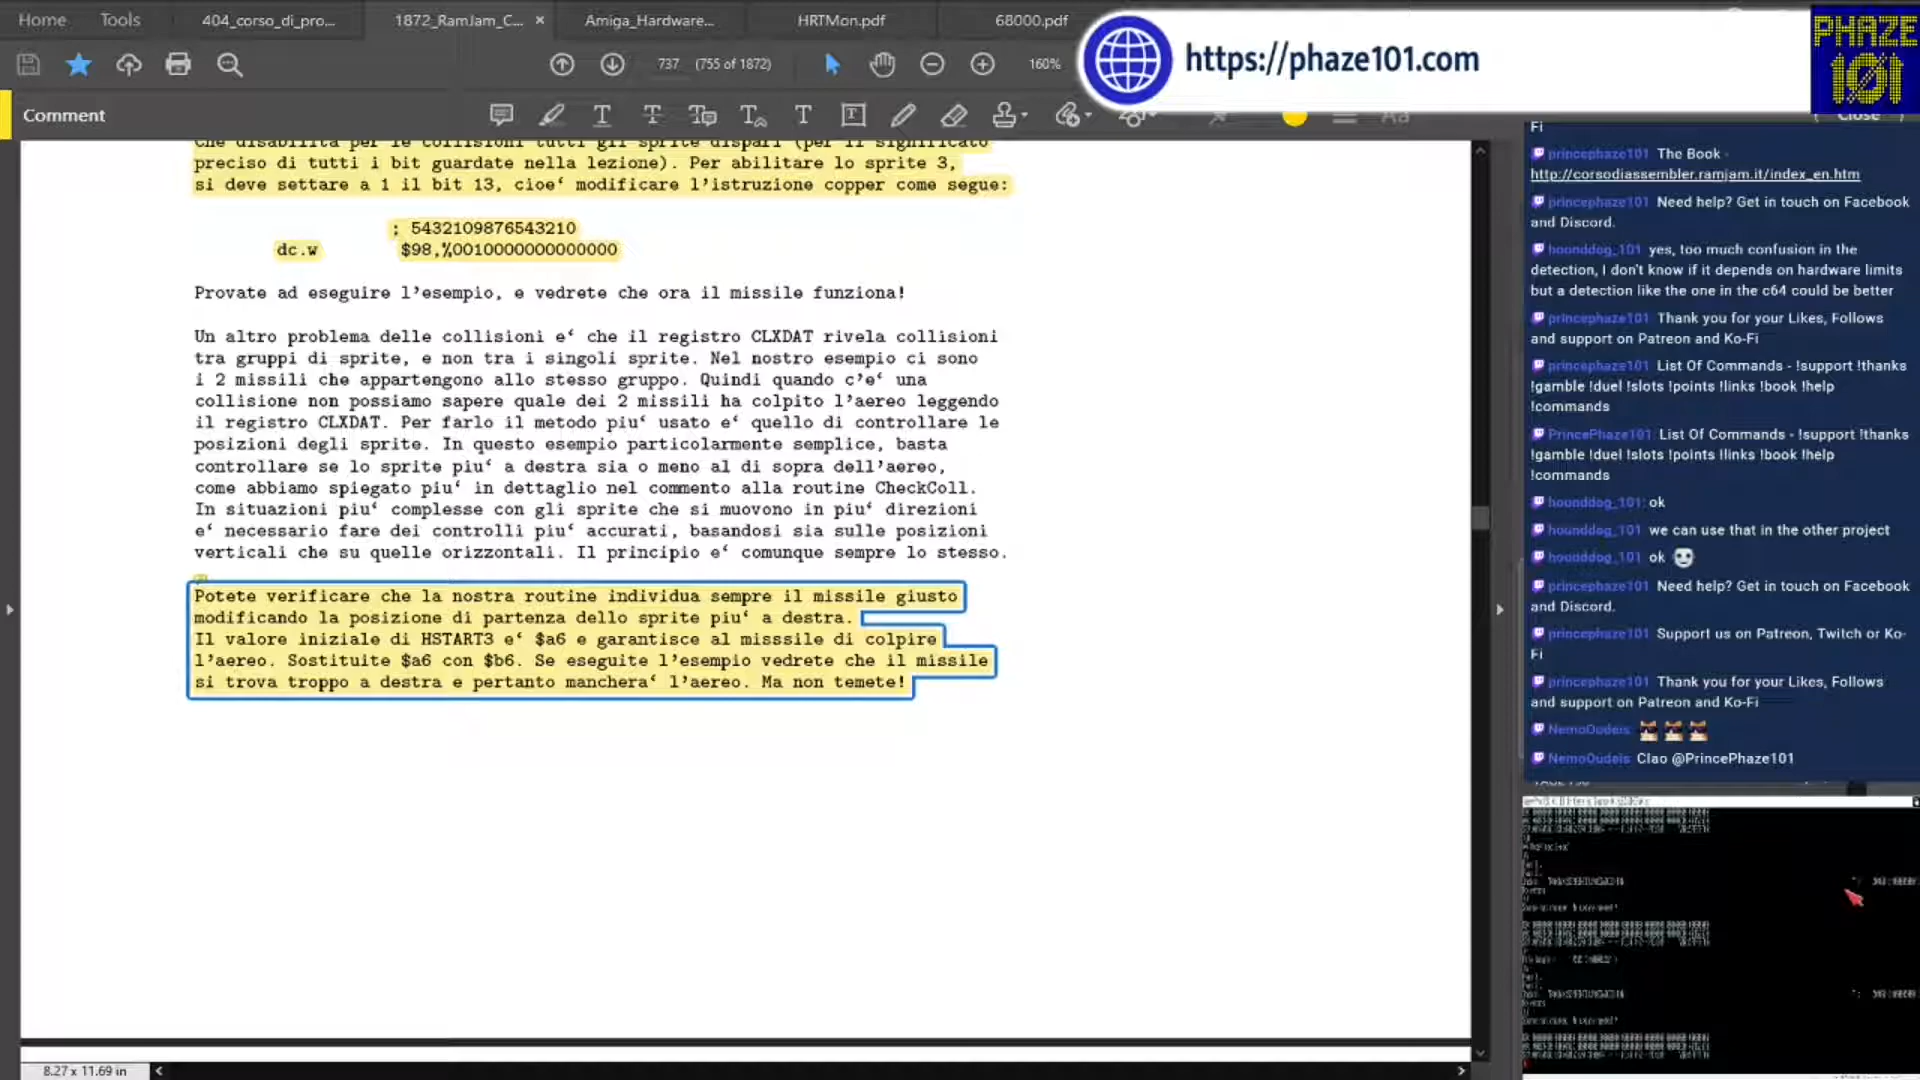 Home Tools 404_corso_di_pro... 1872_RamJam_C... × Amiga_Hardware... HRTMon.pdf 68000.pdf
https://phaze101.com
PHAZE
101
737 (755 of 1872) 160%
Comment
Close
che disabilita per le collisioni tutti gli sprite dispari (per il significato
preciso di tutti i bit guardate nella lezione). Per abilitare lo sprite 3,
si deve settare a 1 il bit 13, cioe‘ modificare l’istruzione copper come segue:
; 5432109876543210
dc.w $98,%0010000000000000
Provate ad eseguire l’esempio, e vedrete che ora il missile funziona!
Un altro problema delle collisioni e‘ che il registro CLXDAT rivela collisioni
tra gruppi di sprite, e non tra i singoli sprite. Nel nostro esempio ci sono
i 2 missili che appartengono allo stesso gruppo. Quindi quando c’e‘ una
collisione non possiamo sapere quale dei 2 missili ha colpito l’aereo leggendo
il registro CLXDAT. Per farlo il metodo piu‘ usato e‘ quello di controllare le
posizioni degli sprite. In questo esempio particolarmente semplice, basta
controllare se lo sprite piu‘ a destra sia o meno al di sopra dell’aereo,
come abbiamo spiegato piu‘ in dettaglio nel commento alla routine CheckColl.
In situazioni piu‘ complesse con gli sprite che si muovono in piu‘ direzioni
e‘ necessario fare dei controlli piu‘ accurati, basandosi sia sulle posizioni
verticali che su quelle orizzontali. Il principio e‘ comunque sempre lo stesso.
Potete verificare che la nostra routine individua sempre il missile giusto
modificando la posizione di partenza dello sprite piu‘ a destra.
Il valore iniziale di HSTART3 e‘ $a6 e garantisce al misssile di colpire
l’aereo. Sostituite $a6 con $b6. Se eseguite l’esempio vedrete che il missile
si trova troppo a destra e pertanto manchera‘ l’aereo. Ma non temete!
8.27 x 11.69 in
Fi
princephaze101 The Book -
http://corsodiassembler.ramjam.it/index_en.htm
princephaze101 Need help? Get in touch on Facebook
and Discord.
hounddog_101 yes, too much confusion in the
detection, I don't know if it depends on hardware limits
but a detection like the one in the c64 could be better
princephaze101 Thank you for your Likes, Follows
and support on Patreon and Ko-Fi
princephaze101 List Of Commands - !support !thanks
!gamble !duel !slots !points !links !book !help
!commands
PrincePhaze101 List Of Commands - !support !thanks
!gamble !duel !slots !points !links !book !help
!commands
hounddog_101: ok
hounddog_101 we can use that in the other project
hounddog_101 ok
princephaze101 Need help? Get in touch on Facebook
and Discord.
princephaze101 Support us on Patreon, Twitch or Ko-
Fi
princephaze101 Thank you for your Likes, Follows
and support on Patreon and Ko-Fi
NemoOudeis:
NemoOudeis: Ciao @PrincePhaze101